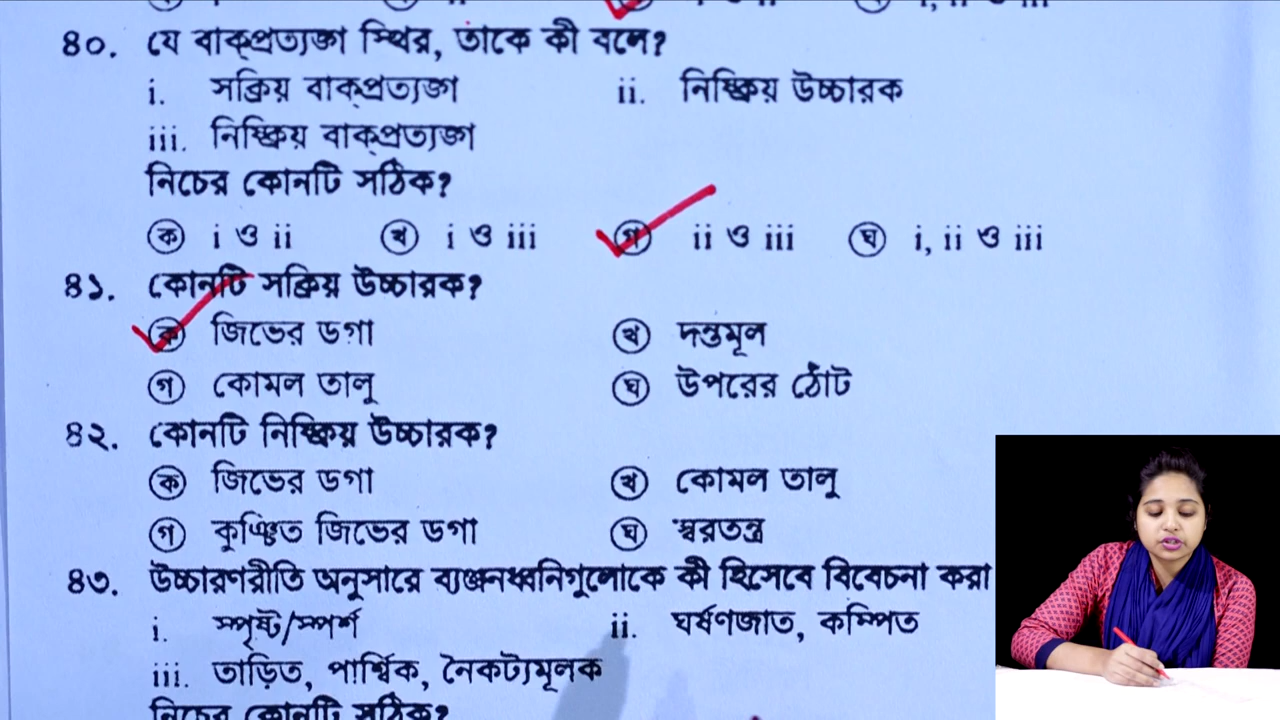 ৪০. যে বাক্‌প্রত্যঙ্গ স্থির, তাকে কী বলে?
i. সক্রিয় বাক্‌প্রত্যঙ্গ ii. নিষ্ক্রিয় উচ্চারক
iii. নিষ্ক্রিয় বাক্‌প্রত্যঙ্গ
নিচের কোনটি সঠিক?
ক i ও ii খ i ও iii গ ii ও iii ঘ i, ii ও iii
৪১. কোনটি সক্রিয় উচ্চারক?
ক জিভের ডগা খ দন্তমূল
গ কোমল তালু ঘ উপরের ঠোঁট
৪২. কোনটি নিষ্ক্রিয় উচ্চারক?
ক জিভের ডগা খ কোমল তালু
গ কুঞ্চিত জিভের ডগা ঘ স্বরতন্ত্র
৪৩. উচ্চারণরীতি অনুসারে ব্যঞ্জনধ্বনিগুলোকে কী হিসেবে বিবেচনা করা
i. স্পৃষ্ট/স্পর্শ ii. ঘর্ষণজাত, কম্পিত
iii. তাড়িত, পার্শ্বিক, নৈকট্যমূলক
নিচের কোনটি সঠিক?